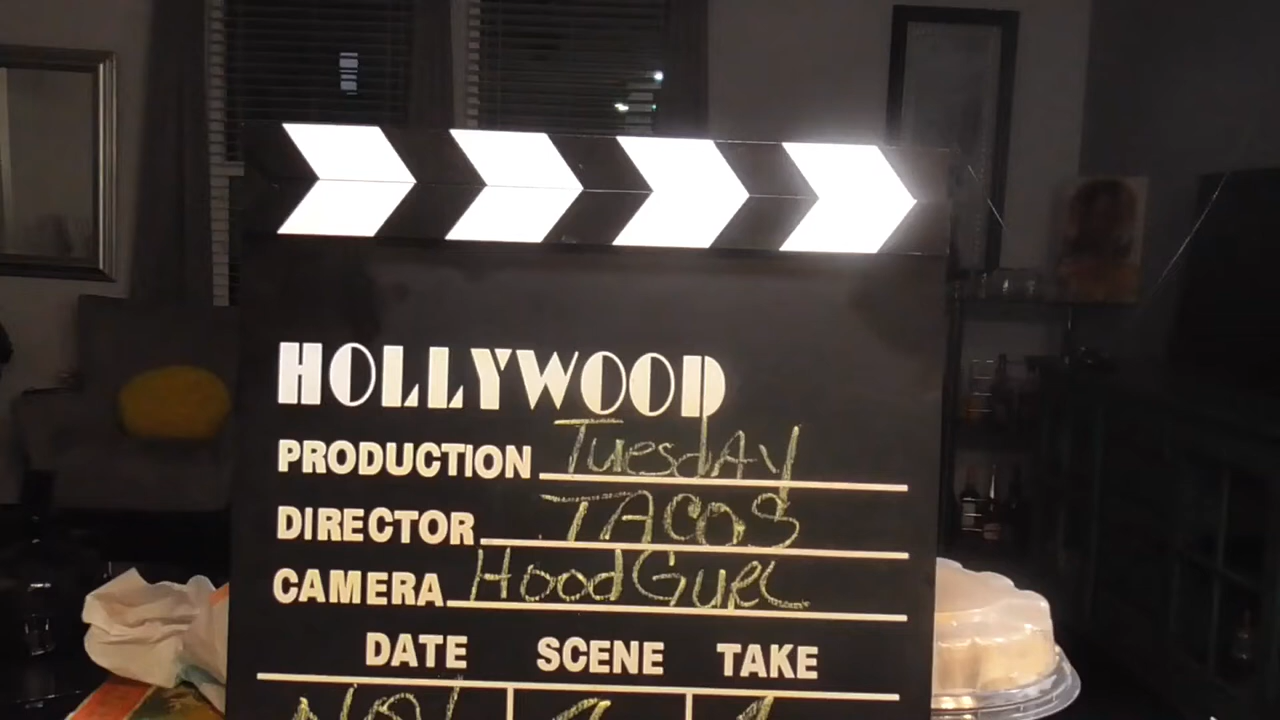 HOLLYWOOD
PRODUCTION TuesdAy
DIRECTOR TACOS
CAMERA HoodGurl
DATE SCENE TAKE